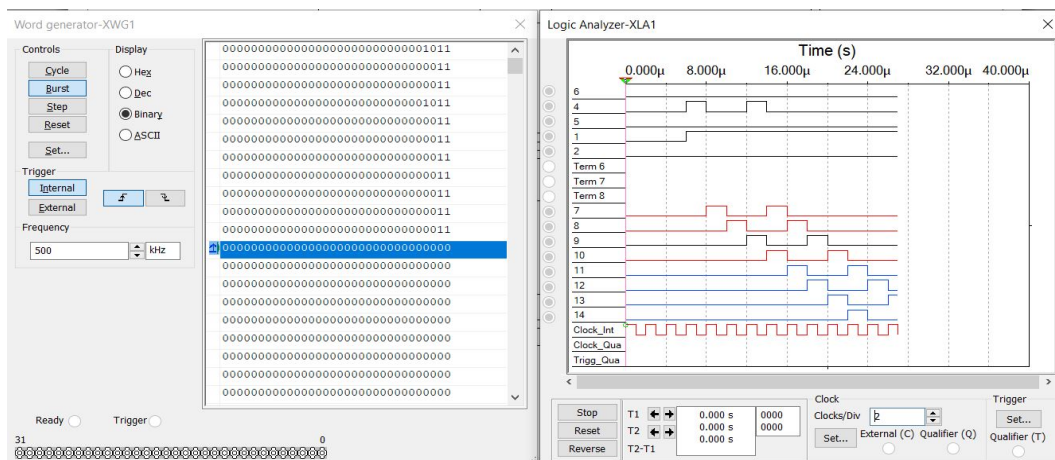 Word generator-XWG1
Controls
Cycle
Burst
Step
Reset
Set...
Display
Hex
Dec
Binary
ASCII
Trigger
Internal
External
Frequency
500 kHz
00000000000000000000000000001011
00000000000000000000000000000011
00000000000000000000000000000011
00000000000000000000000000001011
00000000000000000000000000000011
00000000000000000000000000000011
00000000000000000000000000000011
00000000000000000000000000000011
00000000000000000000000000000011
00000000000000000000000000000011
00000000000000000000000000000011
00000000000000000000000000000000
00000000000000000000000000000000
00000000000000000000000000000000
00000000000000000000000000000000
00000000000000000000000000000000
00000000000000000000000000000000
00000000000000000000000000000000
00000000000000000000000000000000
00000000000000000000000000000000
Ready
Trigger
31 0
Logic Analyzer-XLA1
Time (s)
0.000µ 8.000µ 16.000µ 24.000µ 32.000µ 40.000µ
6
4
5
1
2
Term 6
Term 7
Term 8
7
8
9
10
11
12
13
14
Clock_Int
Clock_Qua
Trigg_Qua
Stop
Reset
Reverse
T1 0.000 s 0000
T2 0.000 s 0000
T2-T1 0.000 s
Clock
Clocks/Div 2
Set... External (C) Qualifier (Q)
Trigger
Set...
Qualifier (T)